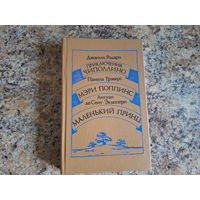 Джанни Родари
ПРИКЛЮЧЕНИЯ
ЧИПОЛЛИНО
Памела Трэверс
МЭРИ ПОППИНС
Антуан
де Сент-Экзюпери
МАЛЕНЬКИЙ ПРИНЦ